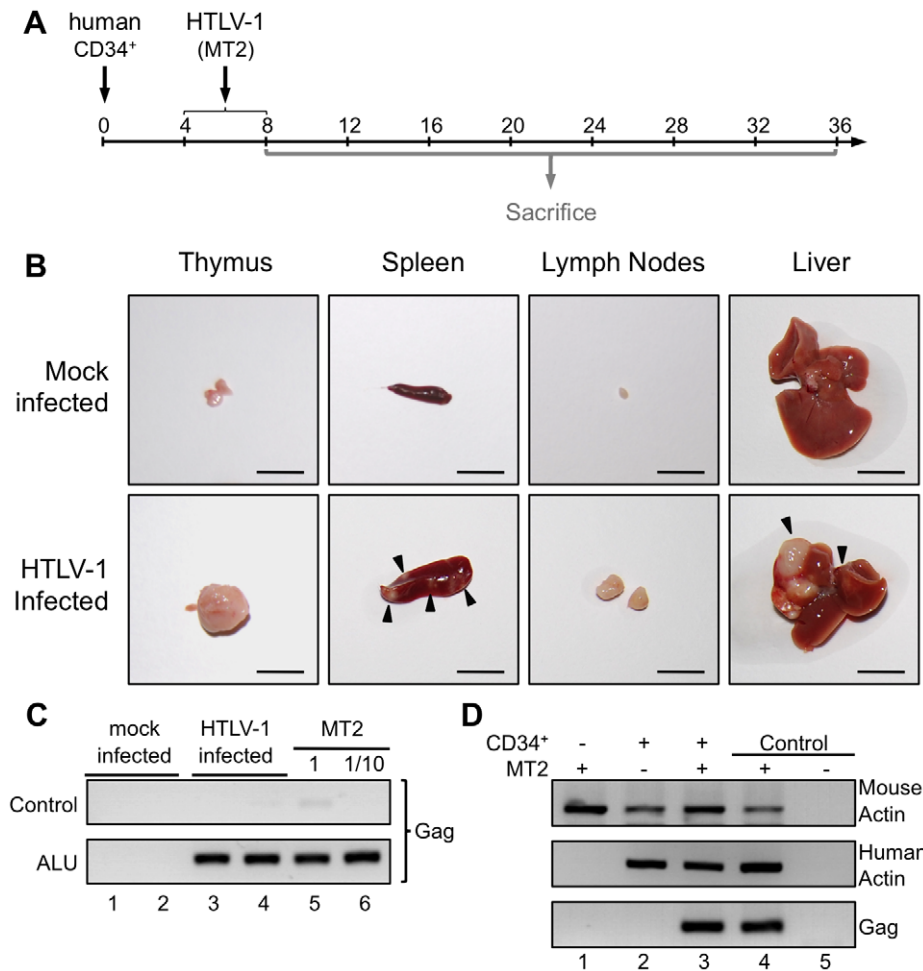 A
human
CD34⁺
HTLV-1
(MT2)
0 4 8 12 16 20 24 28 32 36
Sacrifice
B
Thymus Spleen Lymph Nodes Liver
Mock
infected
HTLV-1
Infected
C
mock
infected
HTLV-1
infected
MT2
1 1/10
Control
ALU
Gag
1 2 3 4 5 6
D
CD34⁺ - + + Control
MT2 + - + + -
Mouse
Actin
Human
Actin
Gag
1 2 3 4 5